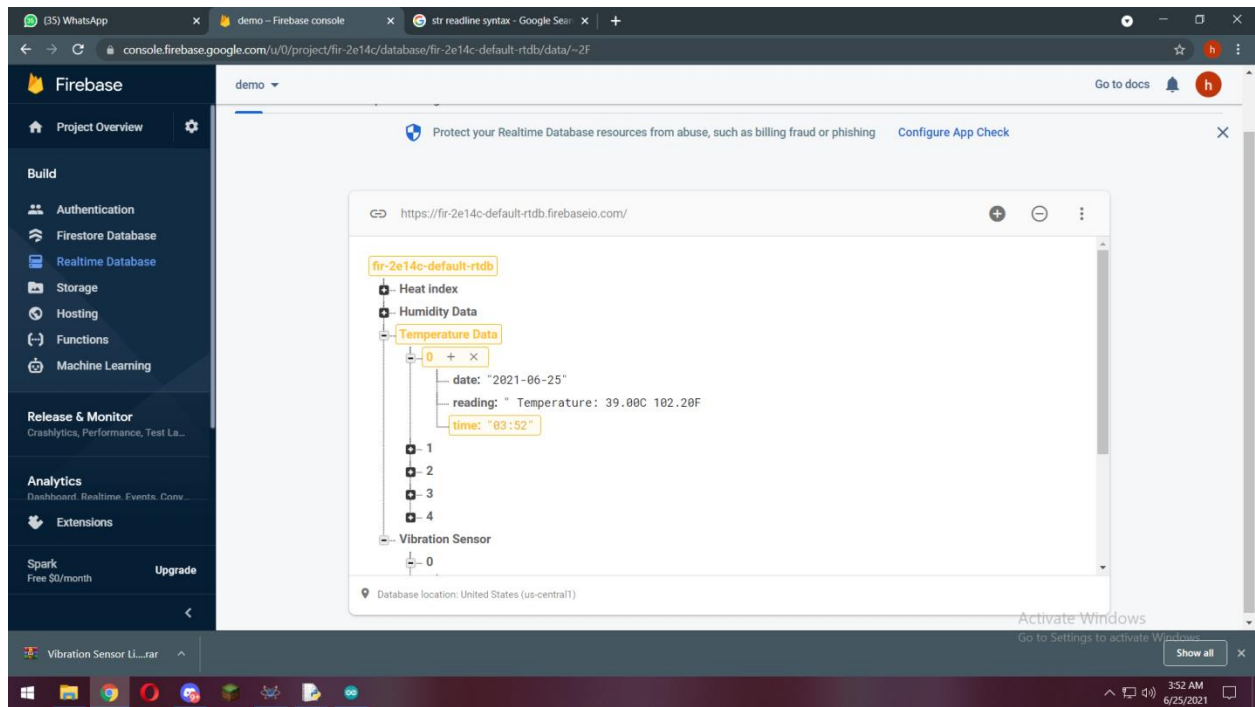 (35) WhatsApp
demo – Firebase console
str readline syntax - Google Sear
console.firebase.google.com/u/0/project/fir-2e14c/database/fir-2e14c-default-rtdb/data/~2F
h
Firebase
demo
Go to docs
h
Project Overview
Protect your Realtime Database resources from abuse, such as billing fraud or phishing Configure App Check
Build
Authentication
Firestore Database
Realtime Database
Storage
Hosting
Functions
Machine Learning
Release & Monitor
Crashlytics, Performance, Test La...
Analytics
Dashboard, Realtime, Events, Conv...
Extensions
Spark
Free $0/month
Upgrade
https://fir-2e14c-default-rtdb.firebaseio.com/
fir-2e14c-default-rtdb
Heat index
Humidity Data
Temperature Data
0
date: "2021-06-25"
reading: " Temperature: 39.00C 102.20F
time: "03:52"
1
2
3
4
Vibration Sensor
0
Database location: United States (us-central1)
Activate Windows
Go to Settings to activate Windows.
Vibration Sensor Li....rar
Show all
3:52 AM
6/25/2021